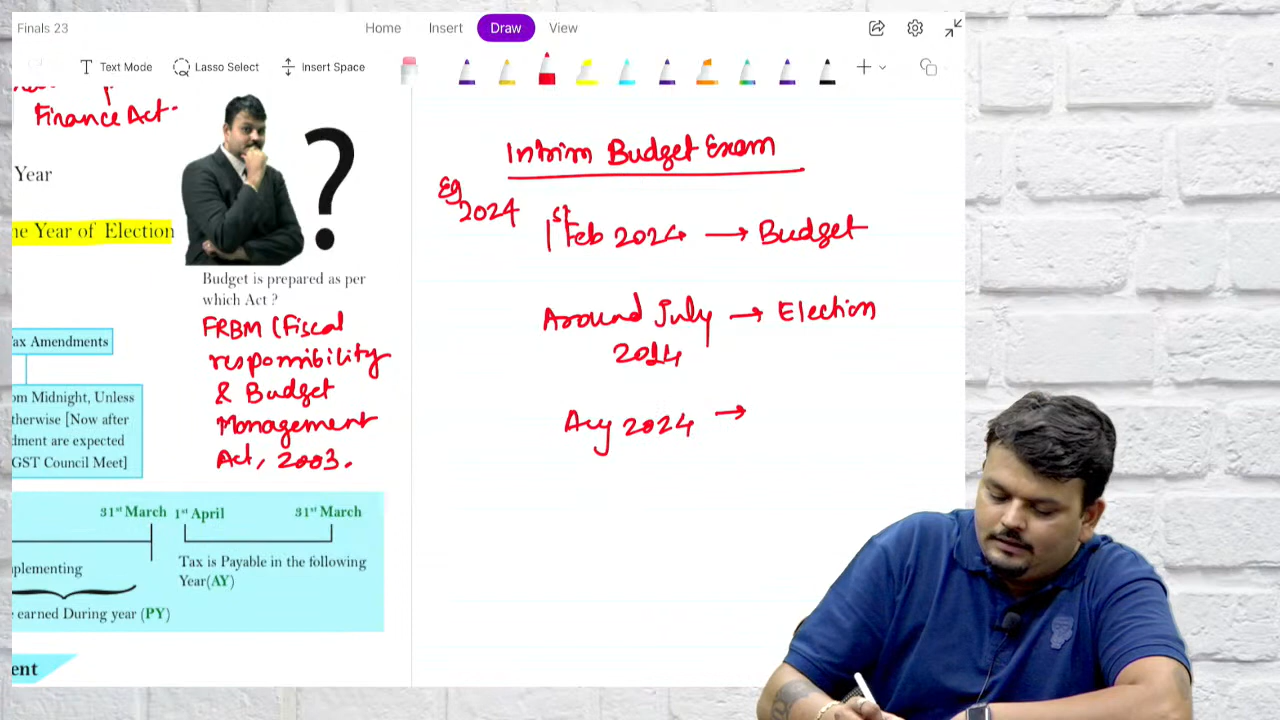 Finals 23
Home Insert Draw View
Text Mode Lasso Select Insert Space
Finance Act.
Year
ne Year of Election
?
Budget is prepared as per
which Act ?
FRBM (Fiscal
responsibility
& Budget
Management
Act, 2003.
ax Amendments
om Midnight, Unless
therwise [Now after
dment are expected
GST Council Meet]
31st March 1st April 31st March
plementing
Tax is Payable in the following
Year(AY)
earned During year (PY)
ent
Intrim Budget Exam
Eg
2024
1st Feb 2024 → Budget
Around July → Election
2024
Aug 2024 →